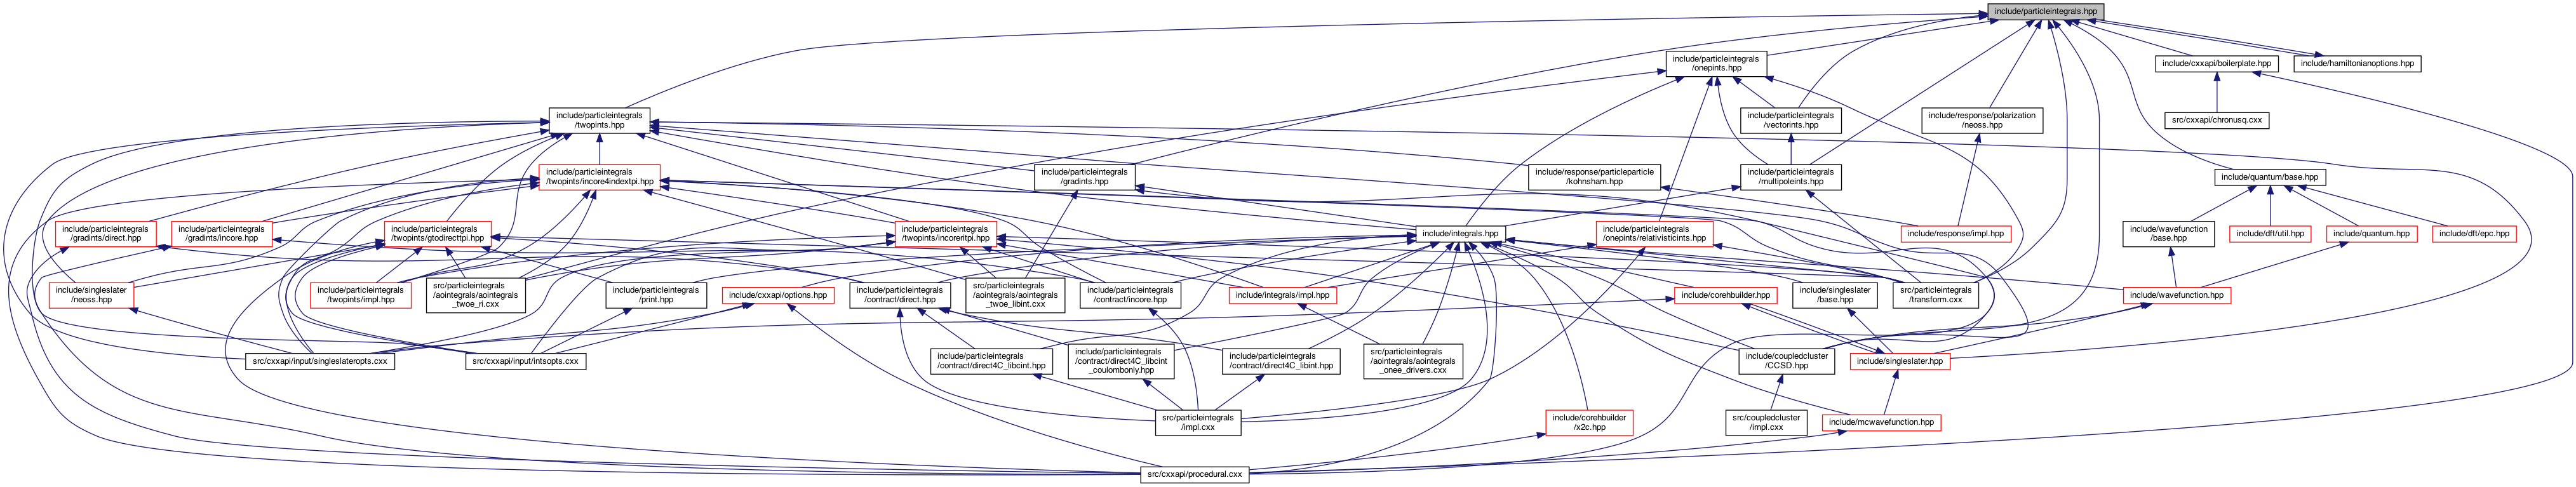 include/particleintegrals.hpp
include/particleintegrals
/onepints.hpp
include/cxxapi/boilerplate.hpp
include/hamiltonianoptions.hpp
include/particleintegrals
/twopints.hpp
include/particleintegrals
/vectorints.hpp
include/response/polarization
/neoss.hpp
src/cxxapi/chronusq.cxx
include/particleintegrals
/twopints/incore4indextpi.hpp
include/particleintegrals
/gradints.hpp
include/response/particleparticle
/kohnsham.hpp
include/particleintegrals
/multipoleints.hpp
include/quantum/base.hpp
include/particleintegrals
/gradints/direct.hpp
include/particleintegrals
/gradints/incore.hpp
include/particleintegrals
/twopints/gtodirecttpi.hpp
include/particleintegrals
/twopints/incoreritpi.hpp
include/integrals.hpp
include/particleintegrals
/onepints/relativisticints.hpp
include/response/impl.hpp
include/wavefunction
/base.hpp
include/dft/util.hpp
include/quantum.hpp
include/dft/epc.hpp
include/singleslater
/neoss.hpp
include/particleintegrals
/twopints/impl.hpp
src/particleintegrals
/aointegrals/aointegrals
_twoe_ri.cxx
include/particleintegrals
/print.hpp
include/cxxapi/options.hpp
include/particleintegrals
/contract/direct.hpp
src/particleintegrals
/aointegrals/aointegrals
_twoe_libint.cxx
include/particleintegrals
/contract/incore.hpp
include/integrals/impl.hpp
include/corehbuilder.hpp
include/singleslater
/base.hpp
src/particleintegrals
/transform.cxx
include/wavefunction.hpp
src/cxxapi/input/singleslateropts.cxx
src/cxxapi/input/intsopts.cxx
include/particleintegrals
/contract/direct4C_libcint.hpp
include/particleintegrals
/contract/direct4C_libcint
_coulombonly.hpp
include/particleintegrals
/contract/direct4C_libint.hpp
src/particleintegrals
/aointegrals/aointegrals
_onee_drivers.cxx
include/coupledcluster
/CCSD.hpp
include/singleslater.hpp
src/particleintegrals
/impl.cxx
include/corehbuilder
/x2c.hpp
src/coupledcluster
/impl.cxx
include/mcwavefunction.hpp
src/cxxapi/procedural.cxx